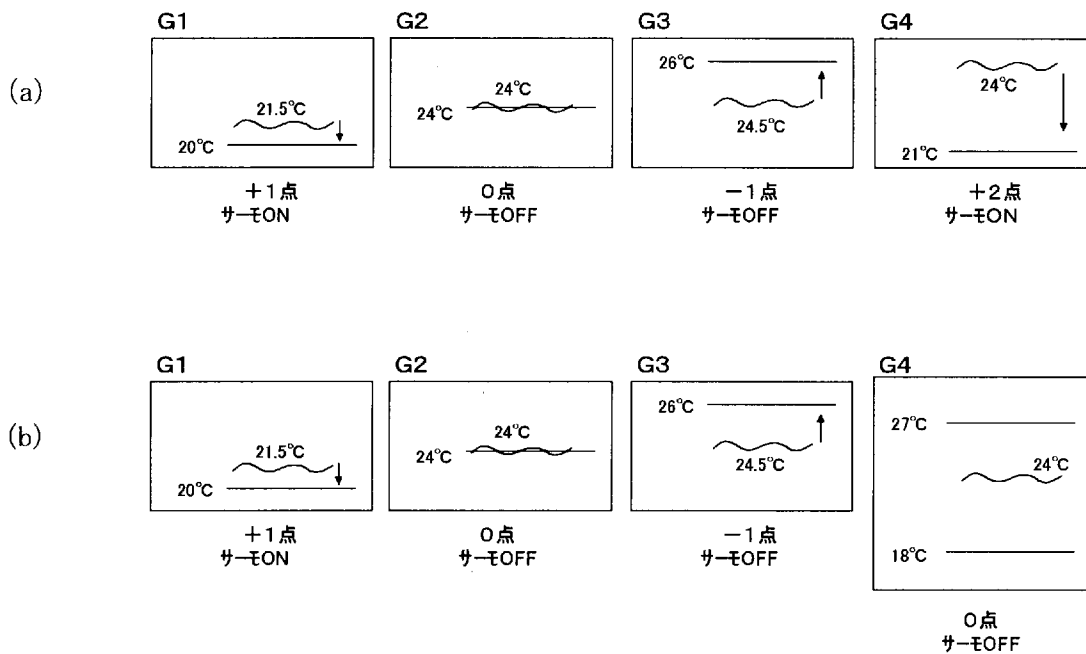 (a)
G1
21.5℃
20℃
+1点
サーモON
G2
24℃
24℃
0点
サーモOFF
G3
26℃
24.5℃
-1点
サーモOFF
G4
24℃
21℃
+2点
サーモON
(b)
G1
21.5℃
20℃
+1点
サーモON
G2
24℃
24℃
0点
サーモOFF
G3
26℃
24.5℃
-1点
サーモOFF
G4
27℃
24℃
18℃
0点
サーモOFF